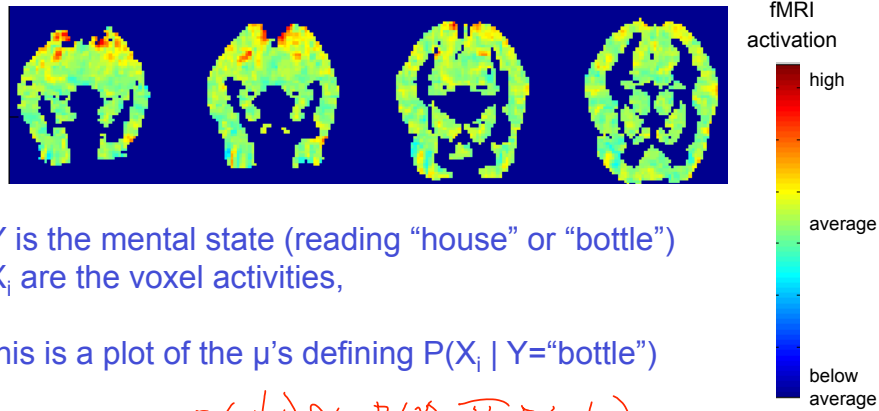 fMRI
activation
high
average
below
average
is the mental state (reading “house” or “bottle”)
are the voxel activities,
his is a plot of the µ’s defining P(Xi | Y=“bottle”)